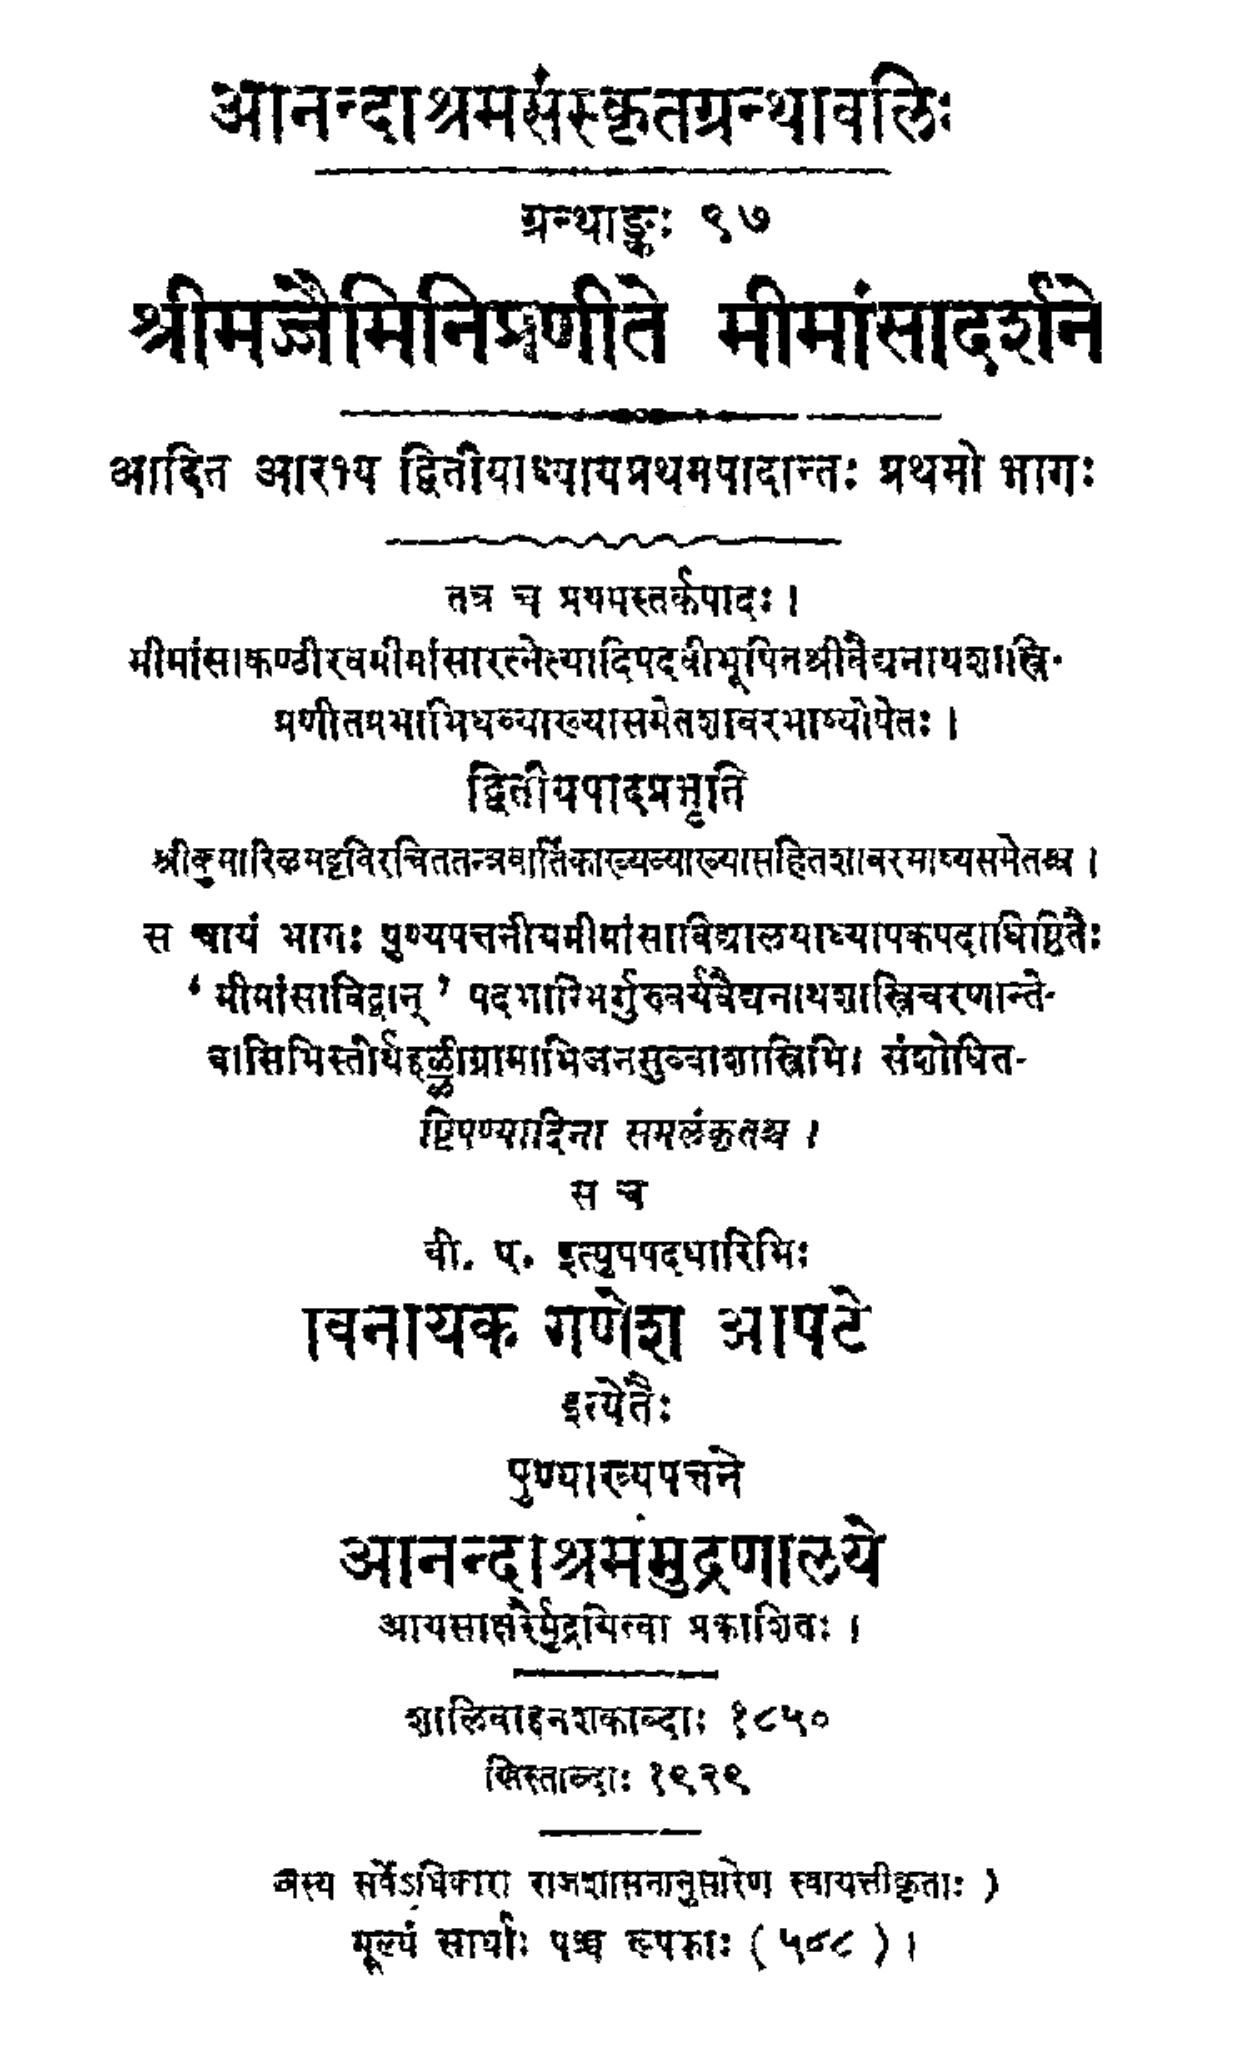 आनन्दाश्रमसंस्कृतग्रन्थावलिः
ग्रन्थाङ्कः ९७
श्रीमज्जैमिनिप्रणीते मीमांसादर्शने
आदित आरभ्य द्वितीयाध्यायप्रथमपादान्तः प्रथमो भागः
तत्र च प्रथमस्तर्कपादः ।
मीमांसाकण्ठीरवमीमांसारत्नेत्यादिपदवीभूषितश्रीवैद्यनाथशास्त्रि-
प्रणीतप्रभाभिधव्याख्यासमेतशाबरभाष्योपेतः ।
द्वितीयपादप्रभृति
श्रीकुमारिलभट्टविरचिततन्त्रवार्तिकाख्यव्याख्यासहितशाबरभाष्यसमेतश्च ।
स चायं भागः पुण्यपत्तनीयमीमांसाविद्यालयाध्यापकपदाधिष्ठितैः
‘ मीमांसाविद्वान् ’ पदभाग्भिर्गुरुवर्यवैद्यनाथशास्त्रिचरणान्ते-
वासिभिस्तीर्थहळ्ळीग्रामाभिजनसुब्बाशास्त्रिभिः संशोधित-
ष्टिपण्यादिना समलंकृतश्च ।
स च
बी. ए. इत्युपपदधारिभिः
विनायक गणेश आपटे
इत्येतैः
पुण्याख्यपत्तने
आनन्दाश्रममुद्रणालये
आयसाक्षरैर्मुद्रयित्वा प्रकाशितः ।
शालिवाहनशकाब्दाः १८५०
ख्रिस्ताब्दाः १९२९
अस्य सर्वेऽधिकारा राजशासनानुसारेण स्वायत्तीकृताः )
मूल्यं सार्धाः पञ्च रूपकाः ( ५८८ ) ।